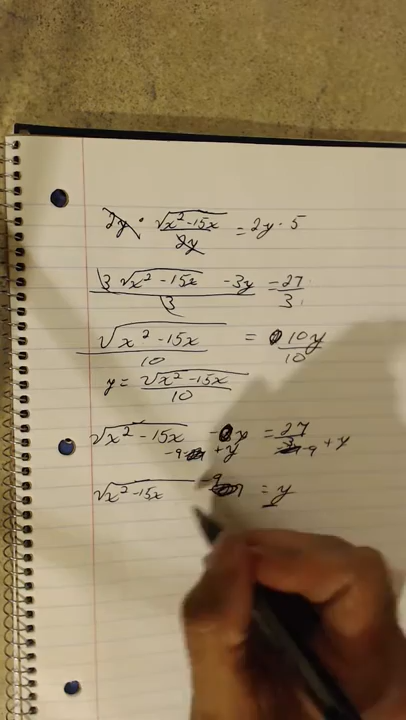 2y · √x²-15x / 2y = 2y · 5
3√x²-15x - 3y / 3 = 27 / 3
√x²-15x / 10 = 10y / 10
y = √x²-15x / 10
√x²-15x - y = 27 / 3
-9 + y -9 + y
√x²-15x -9 = y